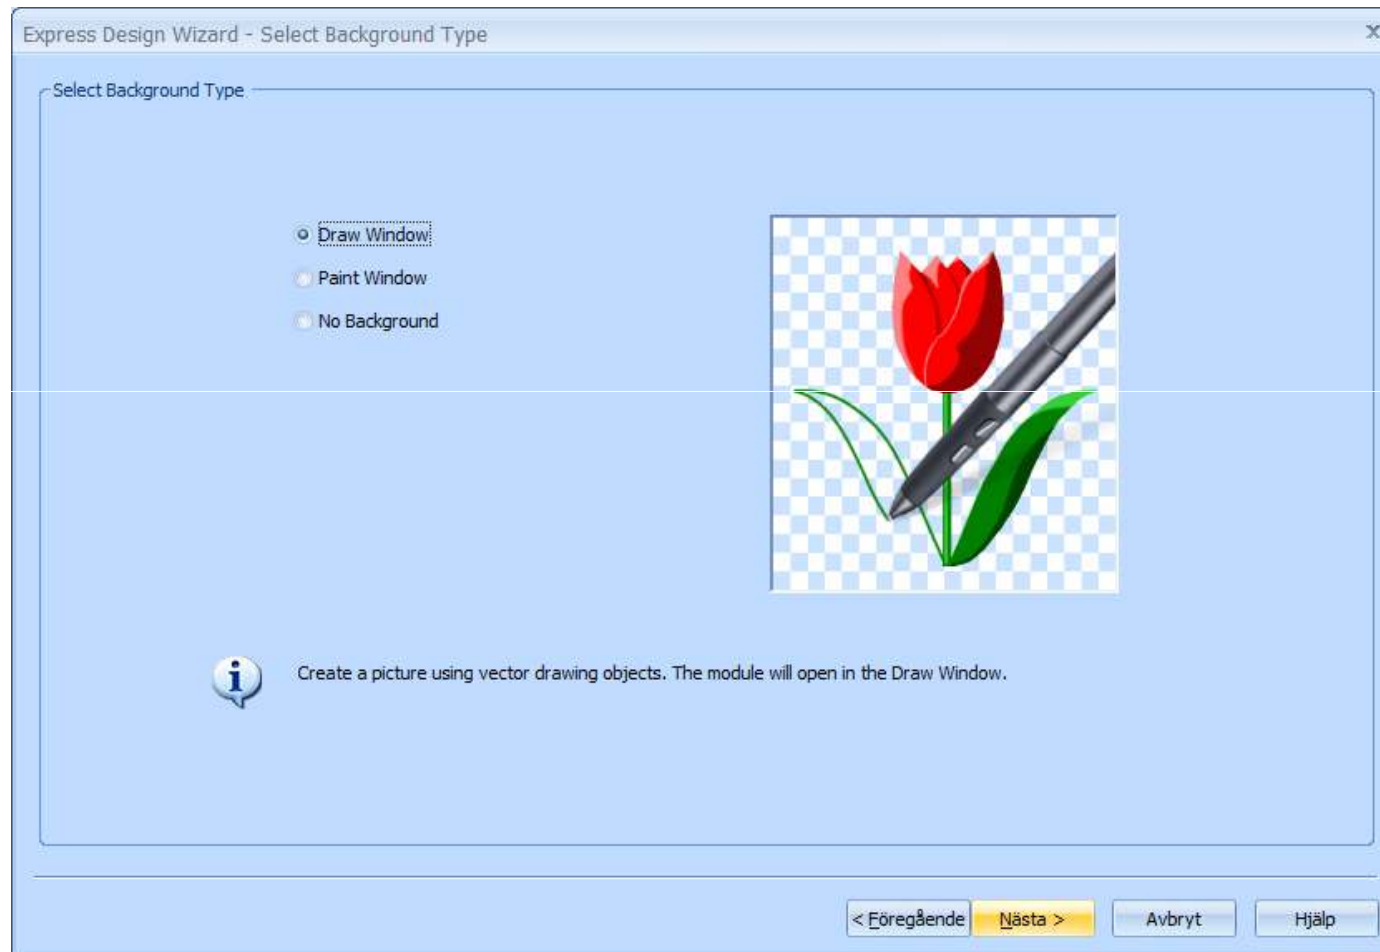 Express Design Wizard - Select Background Type
Select Background Type
Draw Window
Paint Window
No Background
Create a picture using vector drawing objects. The module will open in the Draw Window.
< Föregående Nästa > Avbryt Hjälp